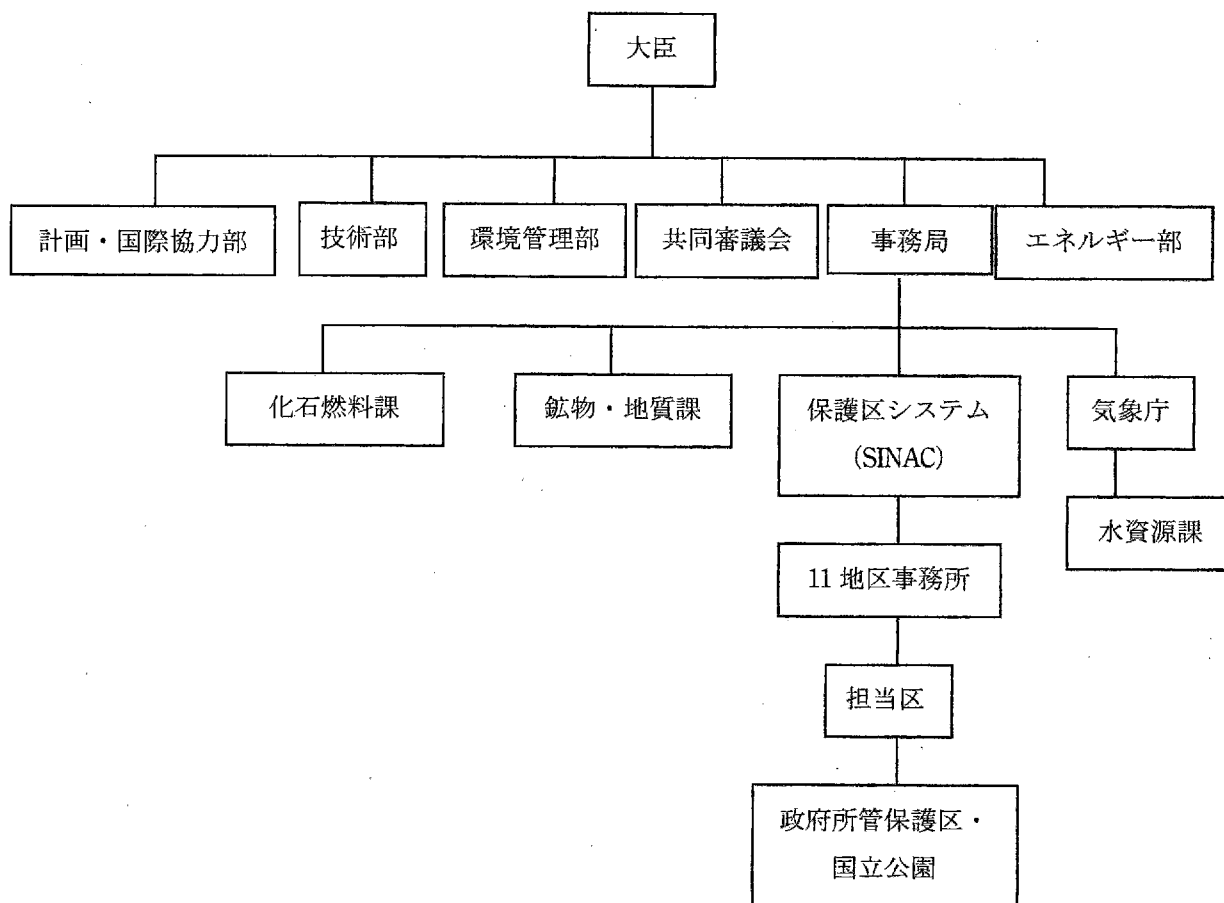 大臣
計画・国際協力部
技術部
環境管理部
共同審議会
事務局
エネルギー部
化石燃料課
鉱物・地質課
保護区システム
(SINAC)
気象庁
水資源課
11 地区事務所
担当区
政府所管保護区・
国立公園